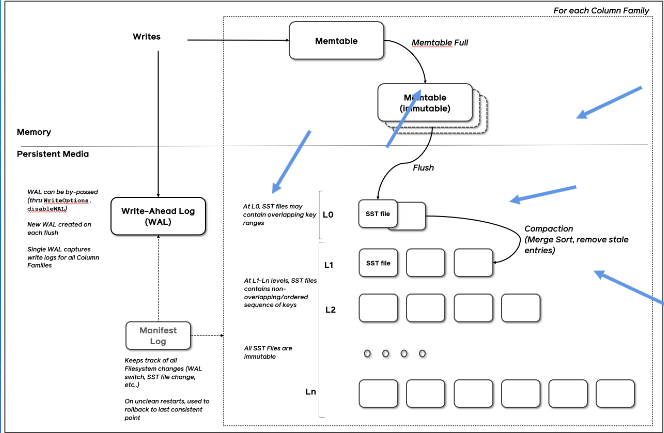 For each Column Family
Writes
Memtable
Memtable Full
Memtable
(immutable)
Memory
Persistent Media
Flush
WAL can be by-passed
(thru WriteOptions.
disableWAL)
New WAL created on
each flush
Single WAL captures
write logs for all Column
Families
Write-Ahead Log
(WAL)
At L0, SST files may
contain overlapping key
ranges
L0
SST file
Compaction
(Merge Sort, remove stale
entries)
L1
SST file
At L1-Ln levels, SST files
contains non-
overlapping/ordered
sequence of keys
L2
Manifest
Log
All SST Files are
immutable
Keeps track of all
Filesystem changes (WAL
switch, SST file change,
etc.)
Ln
On unclean restarts, used to
rollback to last consistent
point